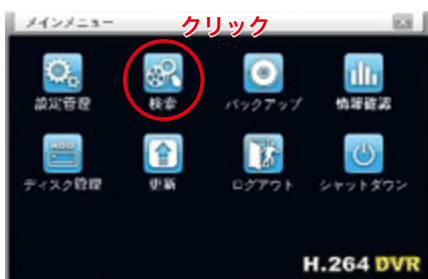 メインメニュー
クリック
設定管理 検索 バックアップ 情報確認
HDD
ディスク管理 更新 ログアウト シャットダウン
H.264 DVR